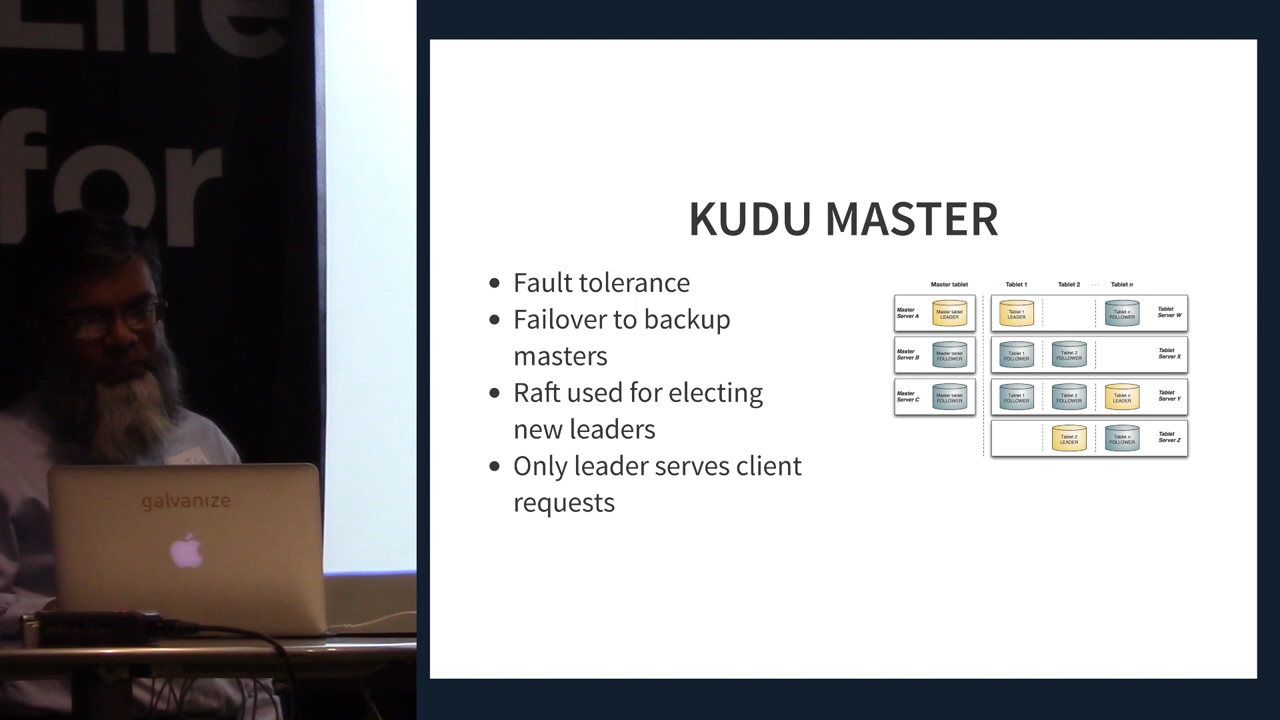 Life
for
galvanize
KUDU MASTER
Fault tolerance
Failover to backup
masters
Raft used for electing
new leaders
Only leader serves client
requests
Master tablet
Tablet 1
Tablet 2
...
Tablet n
Master
Server A
Master tablet
LEADER
Tablet 1
LEADER
Tablet n
FOLLOWER
Tablet
Server W
Master
Server B
Master tablet
FOLLOWER
Tablet 1
FOLLOWER
Tablet 2
FOLLOWER
Tablet
Server X
Master
Server C
Master tablet
FOLLOWER
Tablet 1
FOLLOWER
Tablet 2
FOLLOWER
Tablet n
LEADER
Tablet
Server Y
Tablet 2
LEADER
Tablet n
FOLLOWER
Tablet
Server Z